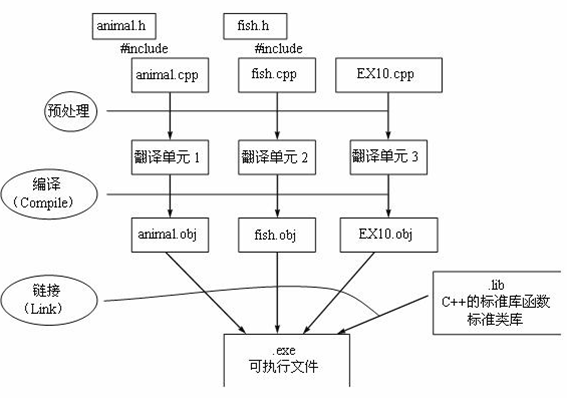 animal.h
fish.h
#include
#include
animal.cpp
fish.cpp
EX10.cpp
预处理
翻译单元 1
翻译单元 2
翻译单元 3
编译
（Compile）
animal.obj
fish.obj
EX10.obj
链接
（Link）
.lib
C++的标准库函数
标准类库
.exe
可执行文件